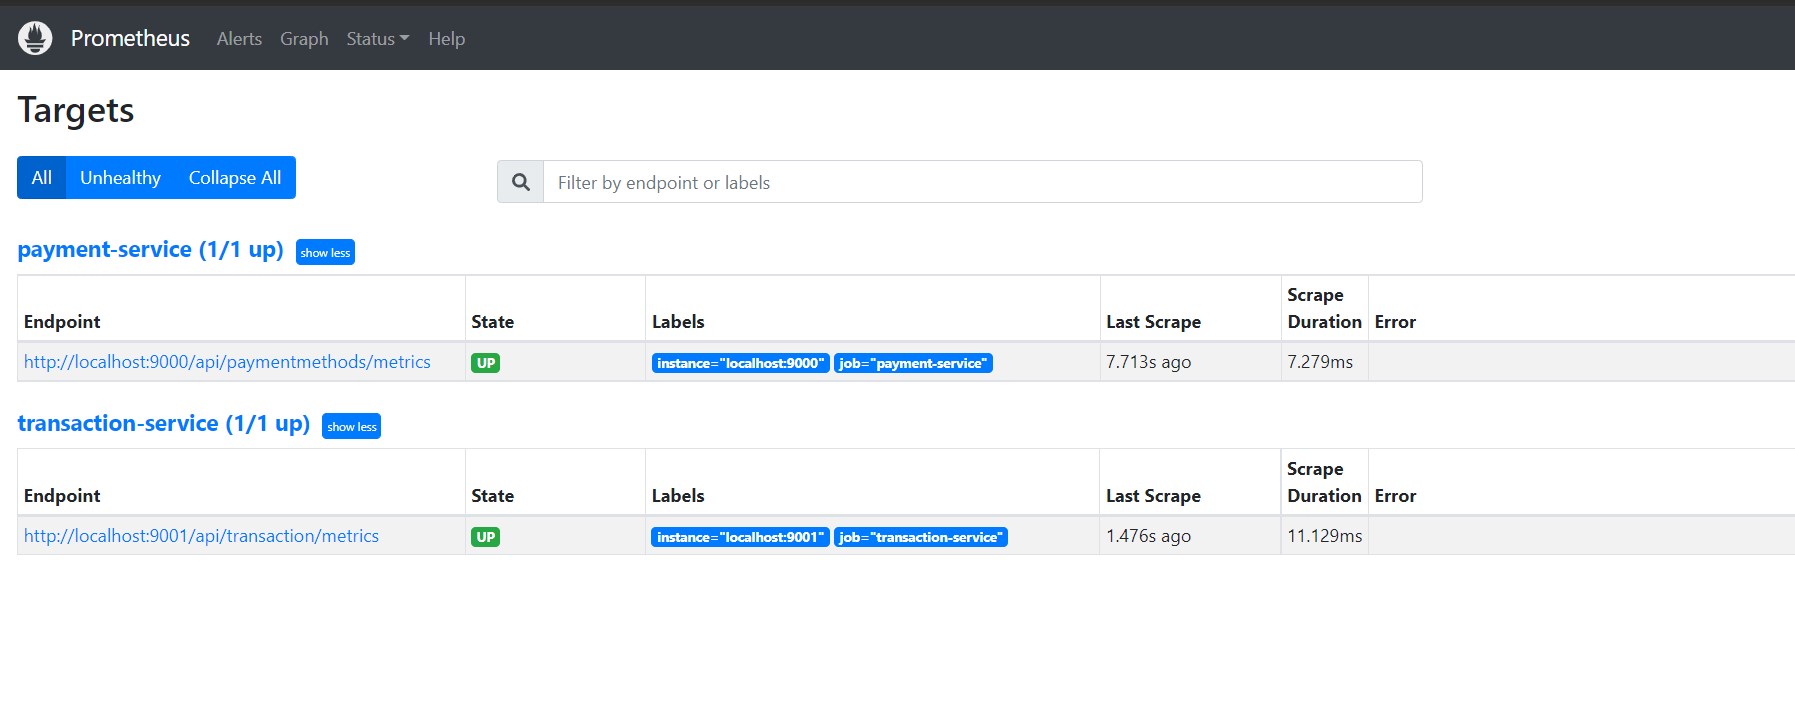 Prometheus Alerts Graph Status Help
Targets
All Unhealthy Collapse All
Filter by endpoint or labels
payment-service (1/1 up) show less
Endpoint State Labels Last Scrape Scrape Duration Error
http://localhost:9000/api/paymentmethods/metrics UP instance="localhost:9000" job="payment-service" 7.713s ago 7.279ms
transaction-service (1/1 up) show less
Endpoint State Labels Last Scrape Scrape Duration Error
http://localhost:9001/api/transaction/metrics UP instance="localhost:9001" job="transaction-service" 1.476s ago 11.129ms